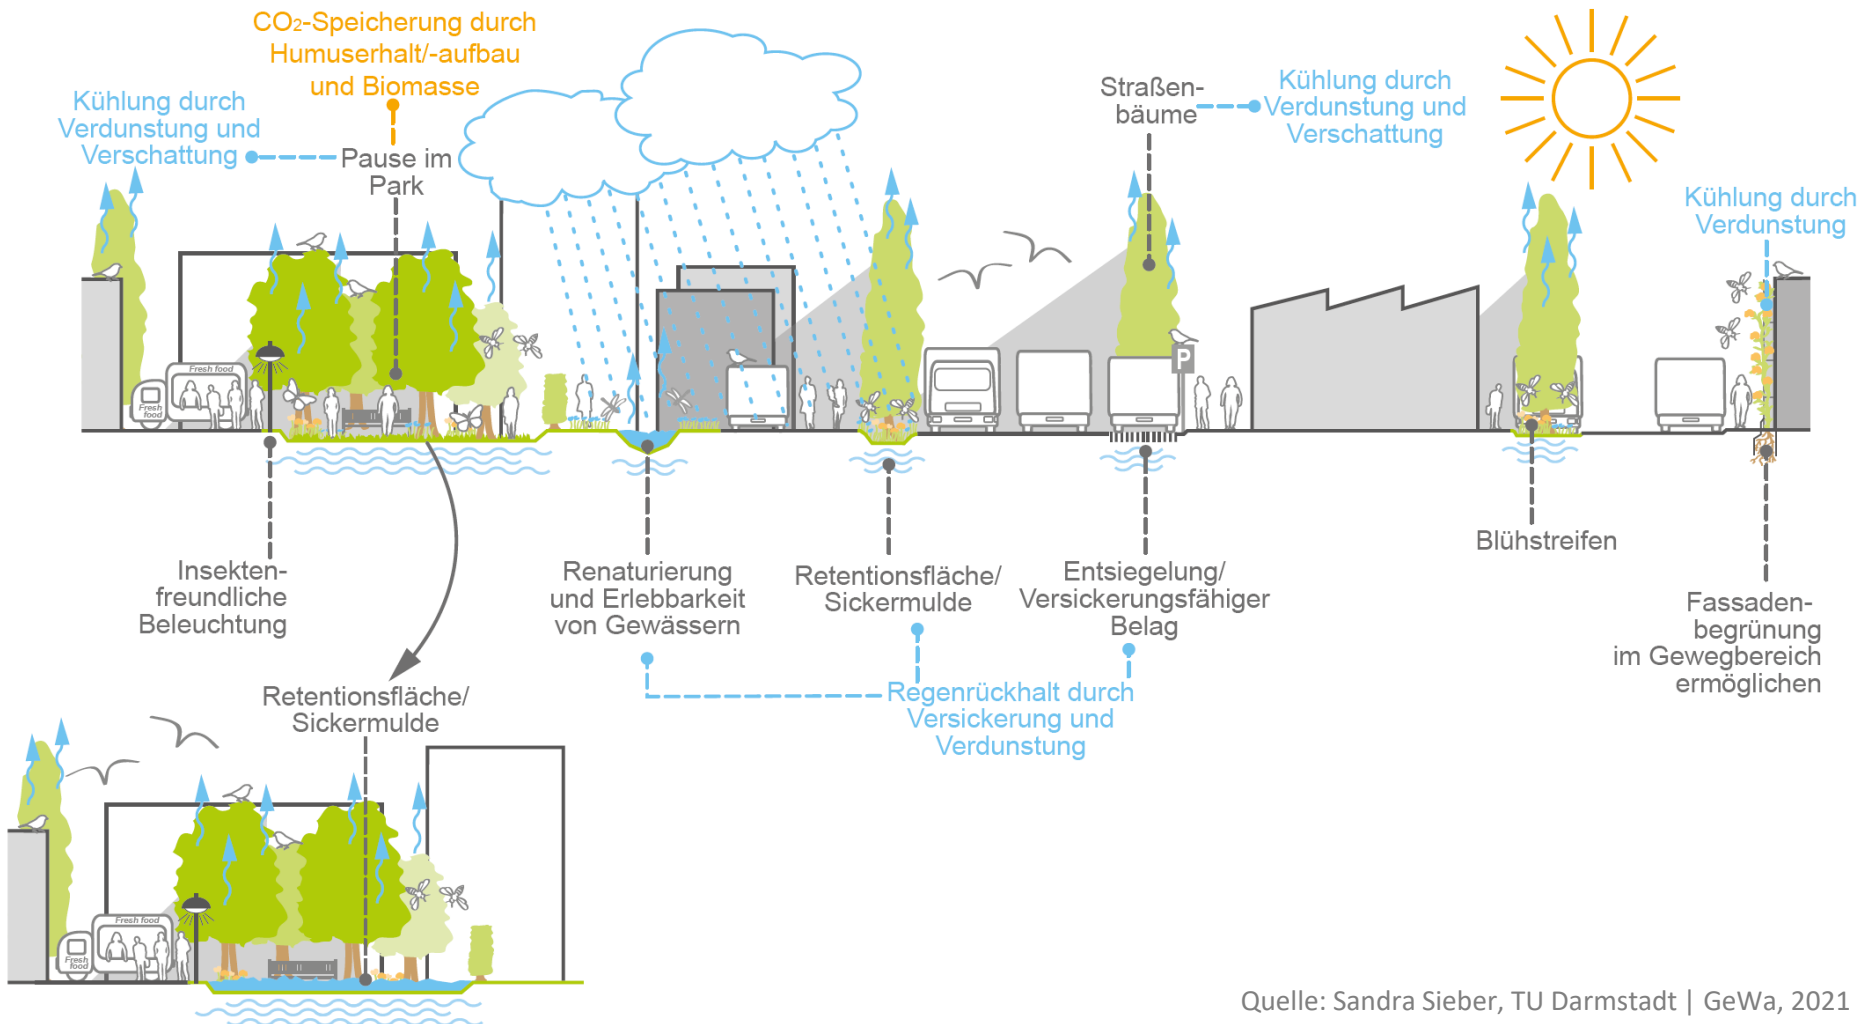 CO₂-Speicherung durch
Humuserhalt/-aufbau
und Biomasse
Kühlung durch
Verdunstung und
Verschattung
Pause im
Park
Straßen-
bäume
Kühlung durch
Verdunstung und
Verschattung
Kühlung durch
Verdunstung
Fresh food
Fresh
food
P
Insekten-
freundliche
Beleuchtung
Renaturierung
und Erlebbarkeit
von Gewässern
Retentionsfläche/
Sickermulde
Entsiegelung/
Versickerungsfähiger
Belag
Blühstreifen
Fassaden-
begrünung
im Gewegbereich
ermöglichen
Regenrückhalt durch
Versickerung und
Verdunstung
Retentionsfläche/
Sickermulde
Fresh food
Fresh
food
Quelle: Sandra Sieber, TU Darmstadt | GeWa, 2021